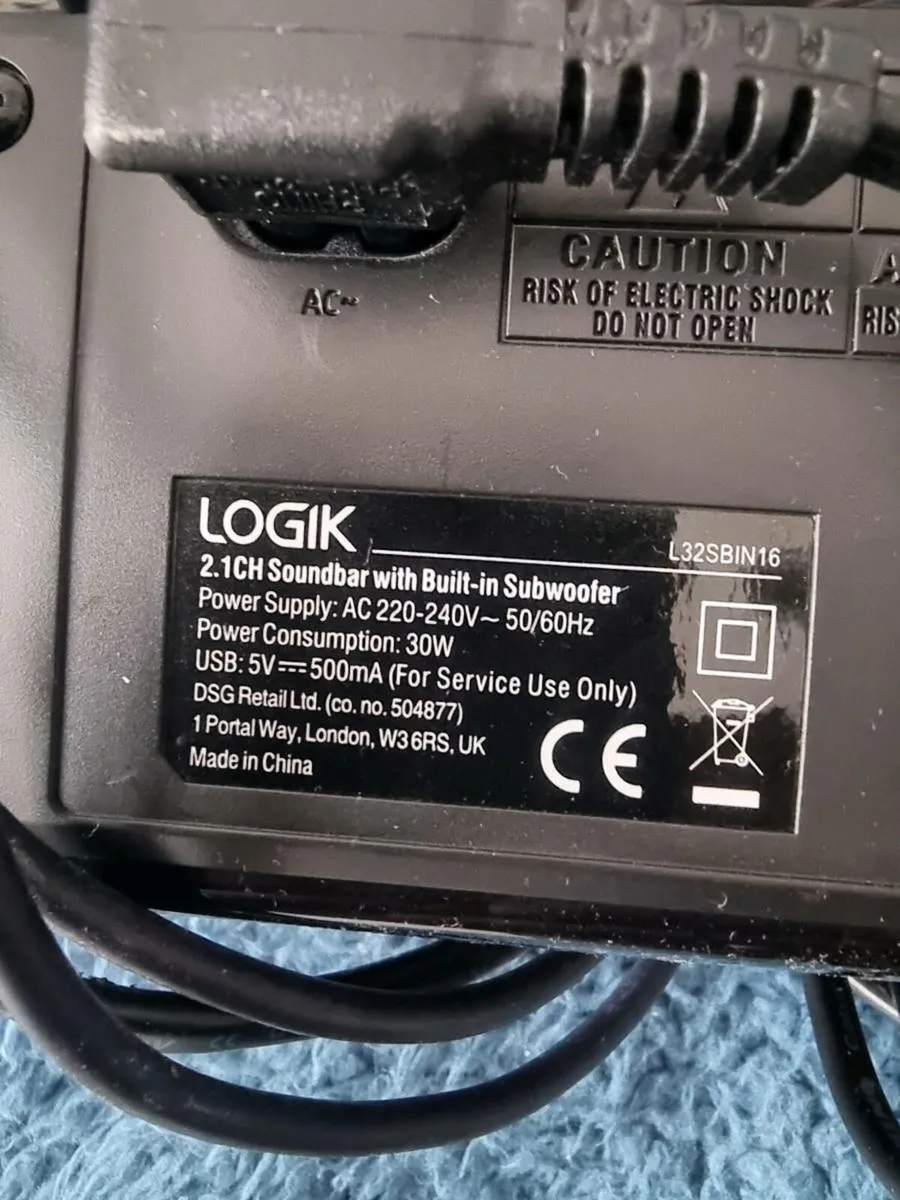 AC~
CAUTION
RISK OF ELECTRIC SHOCK
DO NOT OPEN
A
RIS
LOGIK
L32SBIN16
2.1CH Soundbar with Built-in Subwoofer
Power Supply: AC 220-240V~ 50/60Hz
Power Consumption: 30W
USB: 5V⎓500mA (For Service Use Only)
DSG Retail Ltd. (co. no. 504877)
1 Portal Way, London, W3 6RS, UK
Made in China
CE